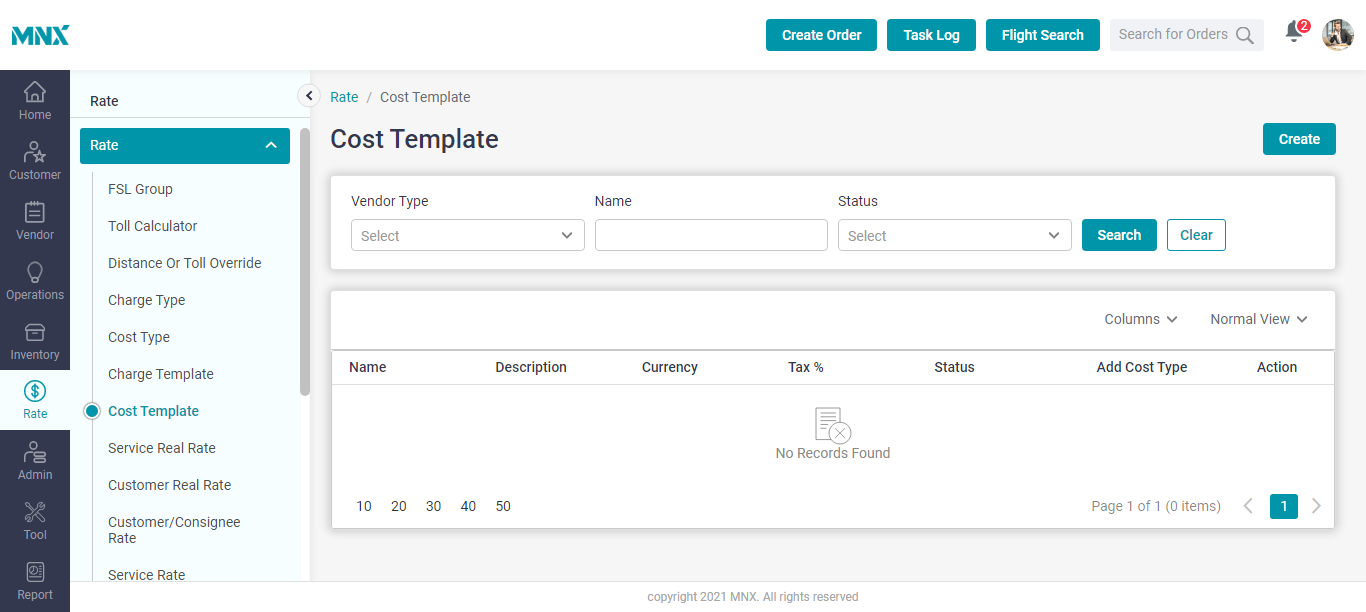 MNX
Create Order
Task Log
Flight Search
Search for Orders
2
Home
Customer
Vendor
Operations
Inventory
Rate
Admin
Tool
Report
Rate
Rate
FSL Group
Toll Calculator
Distance Or Toll Override
Charge Type
Cost Type
Charge Template
Cost Template
Service Real Rate
Customer Real Rate
Customer/Consignee
Rate
Service Rate
Rate / Cost Template
Cost Template
Create
Vendor Type
Name
Status
Select
Select
Search
Clear
Columns
Normal View
Name
Description
Currency
Tax %
Status
Add Cost Type
Action
No Records Found
10 20 30 40 50
Page 1 of 1 (0 items)
1
copyright 2021 MNX. All rights reserved